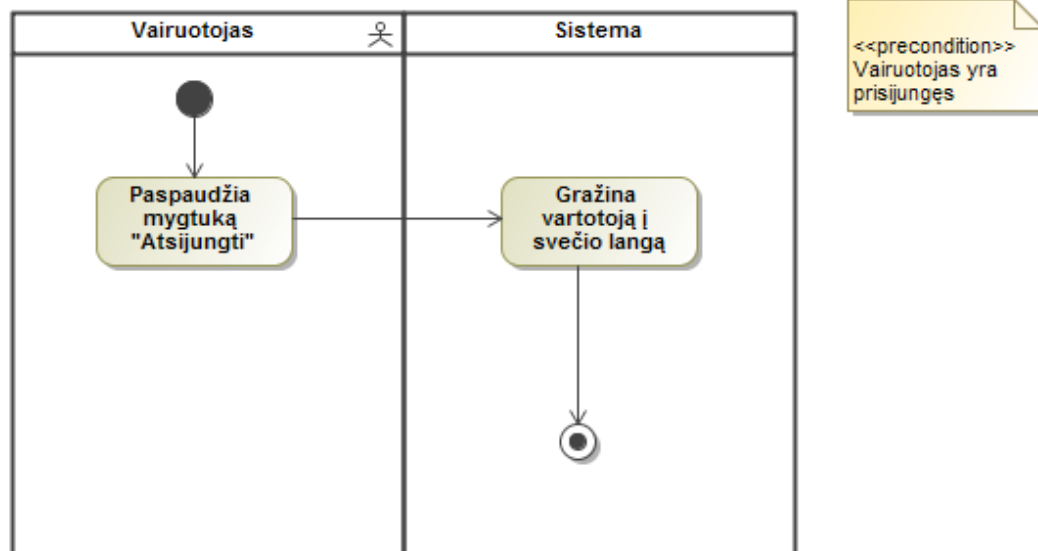 Vairuotojas
Sistema
<<precondition>>
Vairuotojas yra
prisijungęs
Paspaudžia
mygtuką
"Atsijungti"
Gražina
vartotoją į
svečio langą